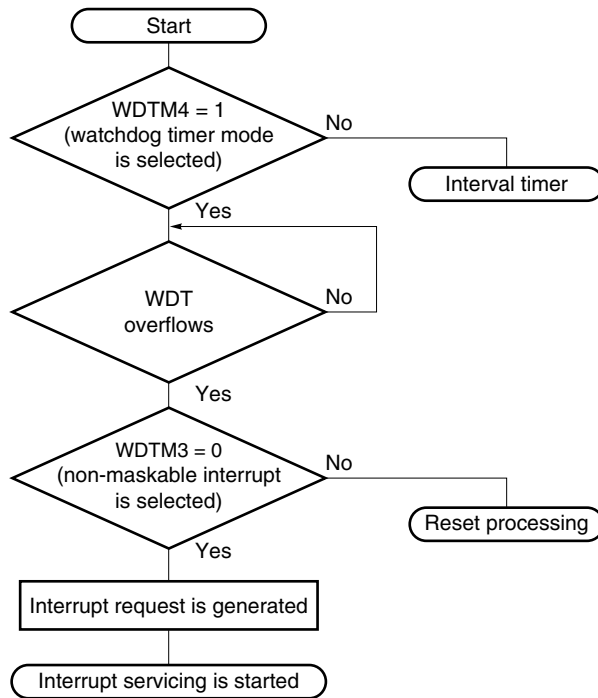 Start
WDTM4 = 1
(watchdog timer mode
is selected)
No
Interval timer
Yes
WDT
overflows
No
Yes
WDTM3 = 0
(non-maskable interrupt
is selected)
No
Reset processing
Yes
Interrupt request is generated
Interrupt servicing is started